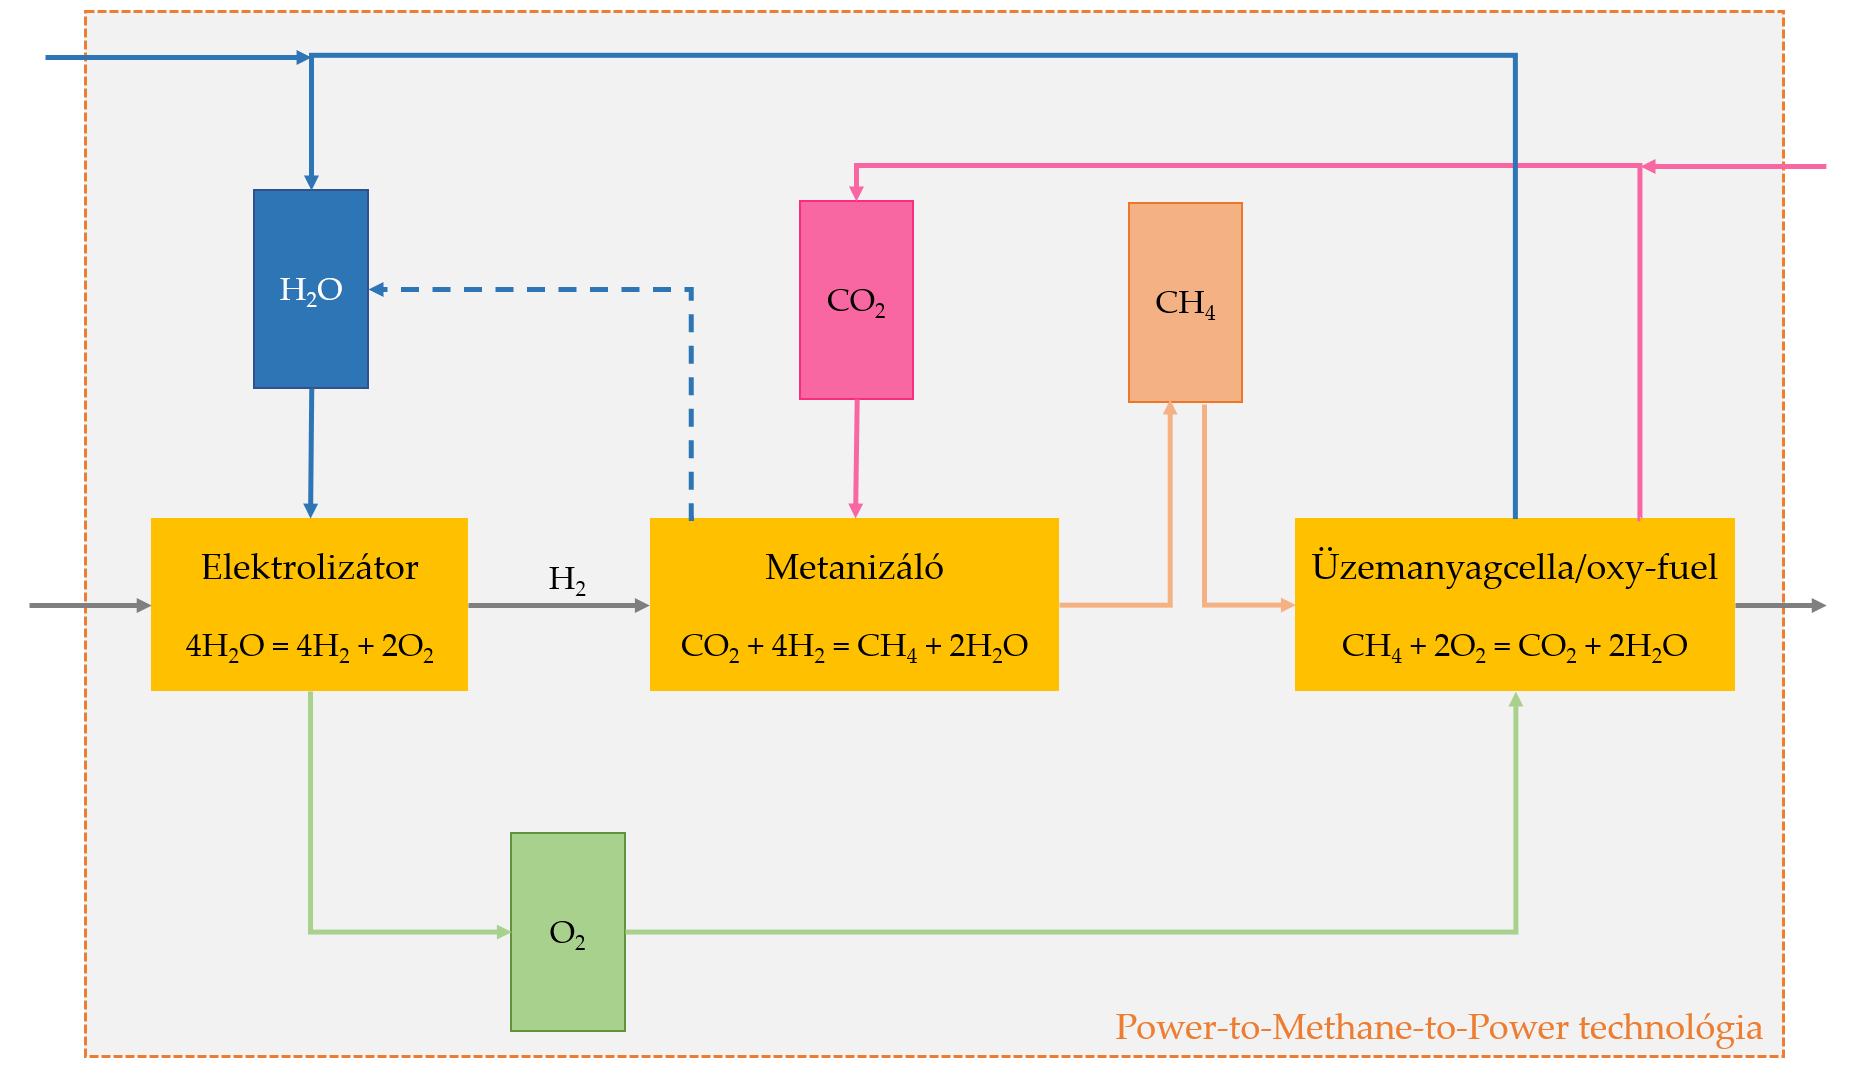 H₂O
CO₂
CH₄
Elektrolizátor
4H₂O = 4H₂ + 2O₂
H₂
Metanizáló
CO₂ + 4H₂ = CH₄ + 2H₂O
Üzemanyagcella/oxy-fuel
CH₄ + 2O₂ = CO₂ + 2H₂O
O₂
Power-to-Methane-to-Power technológia